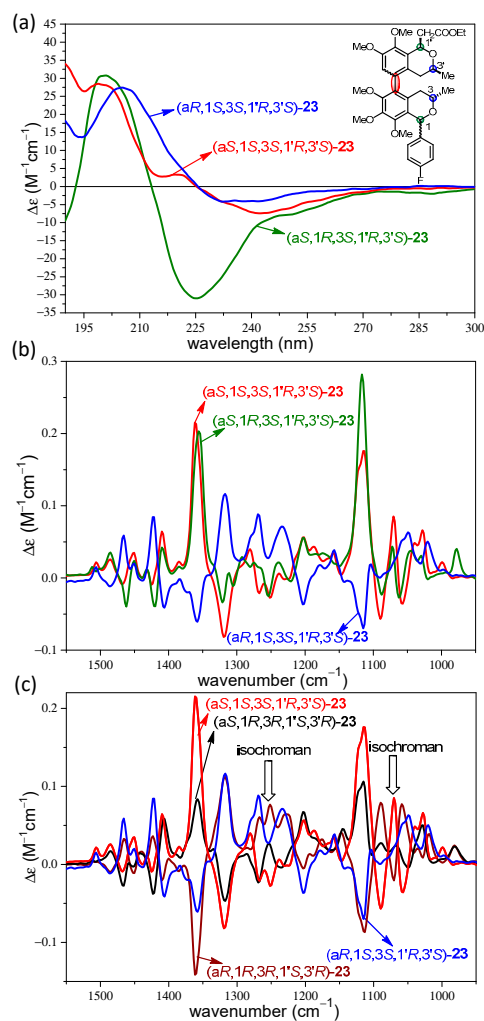 (a)
CH₂COOEt
OMe
MeO
1'
O
3'
MeO
Me
3
Me
MeO
O
MeO
1
OMe
F
(aR,1S,3S,1'R,3'S)-23
(aS,1S,3S,1'R,3'S)-23
(aS,1R,3S,1'R,3'S)-23
Δε (M⁻¹cm⁻¹)
45
40
35
30
25
20
15
10
5
0
−5
−10
−15
−20
−25
−30
−35
195 210 225 240 255 270 285 300
wavelength (nm)
(b)
(aS,1S,3S,1'R,3'S)-23
(aS,1R,3S,1'R,3'S)-23
(aR,1S,3S,1'R,3'S)-23
Δε (M⁻¹cm⁻¹)
0.3
0.2
0.1
0.0
−0.1
1500 1400 1300 1200 1100 1000
wavenumber (cm⁻¹)
(c)
(aS,1S,3S,1'R,3'S)-23
(aS,1R,3R,1'S,3'R)-23
isochroman
isochroman
(aR,1S,3S,1'R,3'S)-23
(aR,1R,3R,1'S,3'R)-23
Δε (M⁻¹cm⁻¹)
0.2
0.1
0.0
−0.1
1500 1400 1300 1200 1100 1000
wavenumber (cm⁻¹)